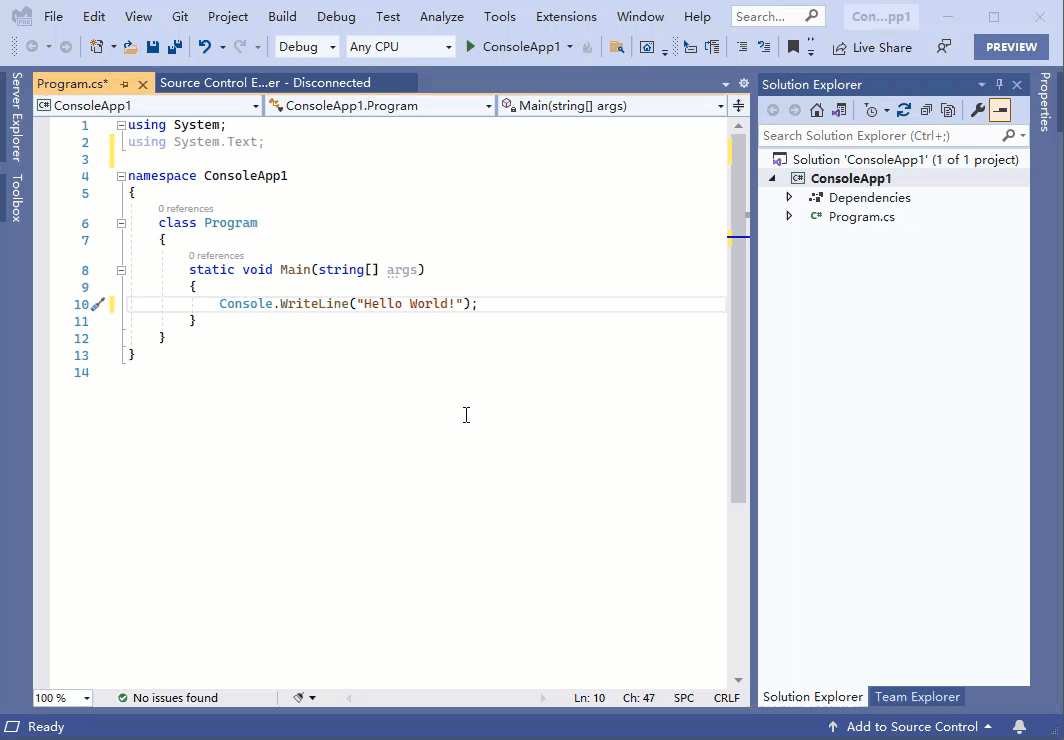 File Edit View Git Project Build Debug Test Analyze Tools Extensions Window Help Search... Con...pp1
Debug Any CPU ConsoleApp1 Live Share PREVIEW
Server Explorer
Toolbox
Program.cs* Source Control E...er - Disconnected
C# ConsoleApp1 ConsoleApp1.Program Main(string[] args)
1 using System;
2 using System.Text;
3
4 namespace ConsoleApp1
5 {
0 references
6 class Program
7 {
0 references
8 static void Main(string[] args)
9 {
10 Console.WriteLine("Hello World!");
11 }
12 }
13 }
14
100 % No issues found Ln: 10 Ch: 47 SPC CRLF
Solution Explorer
Search Solution Explorer (Ctrl+;)
Solution 'ConsoleApp1' (1 of 1 project)
C# ConsoleApp1
Dependencies
C# Program.cs
Solution Explorer Team Explorer
Properties
Ready Add to Source Control